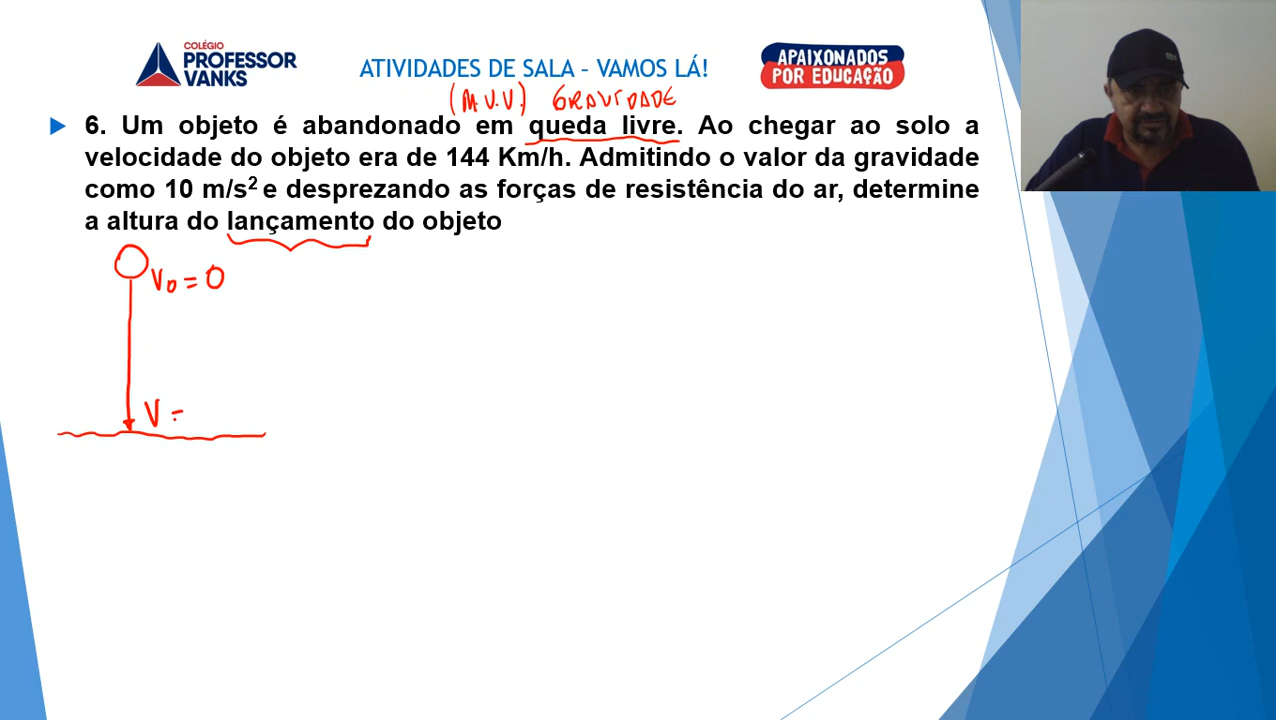 COLÉGIO
PROFESSOR
VANKS
ATIVIDADES DE SALA – VAMOS LÁ!
APAIXONADOS
POR EDUCAÇÃO
(M.U.V) GRAVIDADE
6. Um objeto é abandonado em queda livre. Ao chegar ao solo a
velocidade do objeto era de 144 Km/h. Admitindo o valor da gravidade
como 10 m/s² e desprezando as forças de resistência do ar, determine
a altura do lançamento do objeto
V₀ = 0
V =